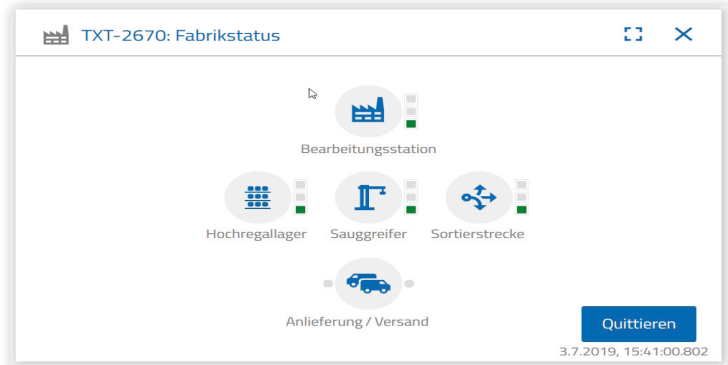 TXT-2670: Fabrikstatus
Bearbeitungsstation
Hochregallager Sauggreifer Sortierstrecke
Anlieferung / Versand
Quittieren
3.7.2019, 15:41:00.802